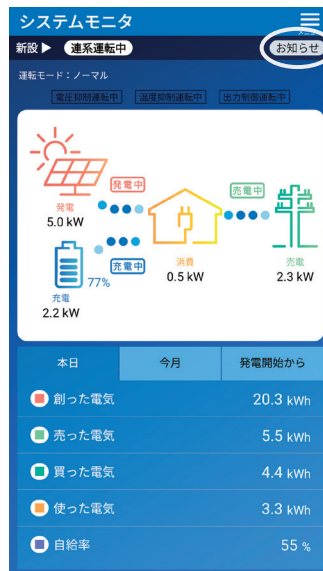 システムモニタ
メニュー
新設 ▶ 連系運転中 お知らせ
運転モード：ノーマル
電圧抑制運転中 温度抑制運転中 出力制御運転中
発電中
売電中
発電
5.0 kW
充電中
77%
消費
0.5 kW
売電
2.3 kW
充電
2.2 kW
本日 今月 発電開始から
創った電気 20.3 kWh
売った電気 5.5 kWh
買った電気 4.4 kWh
使った電気 3.3 kWh
自給率 55 %